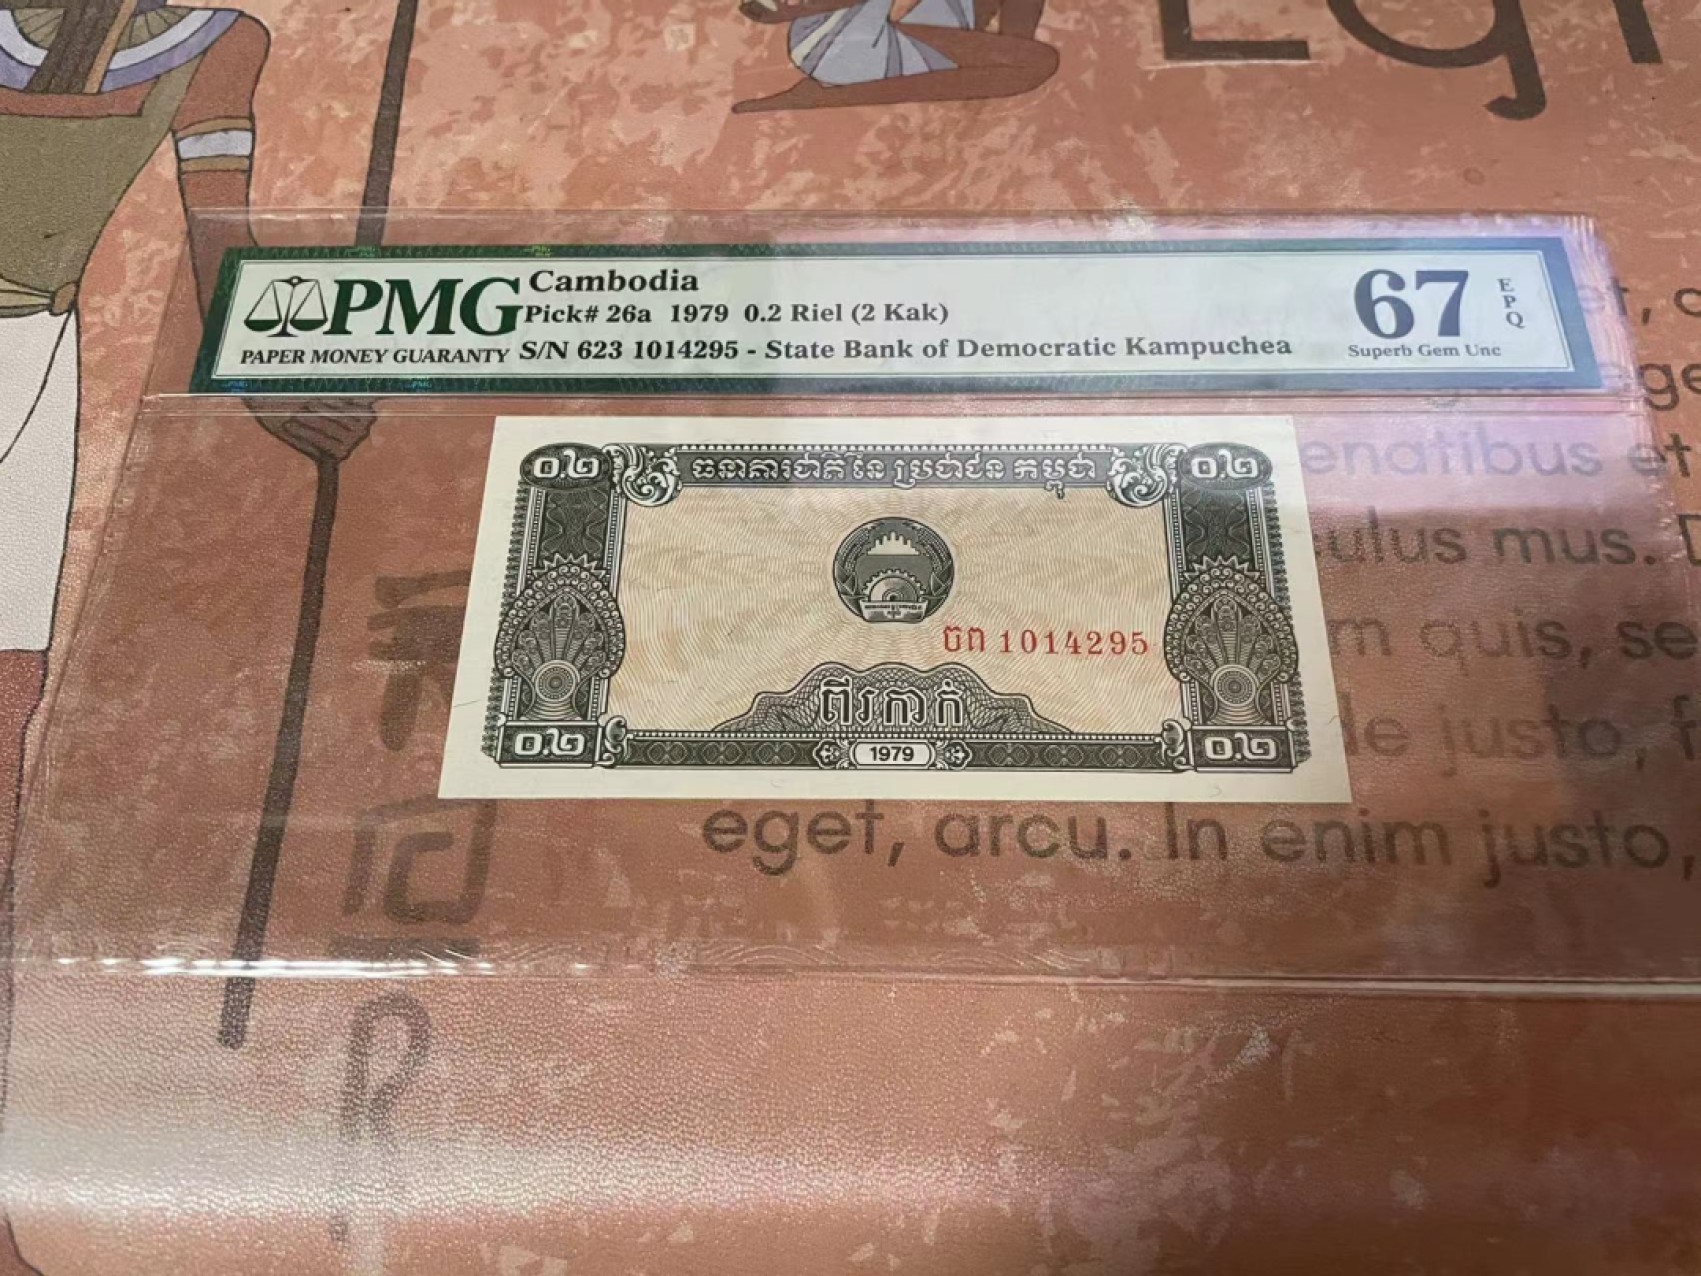 Egy
PMG
PAPER MONEY GUARANTY
Cambodia
Pick# 26a 1979 0.2 Riel (2 Kak)
S/N 623 1014295 - State Bank of Democratic Kampuchea
67
EPQ
Superb Gem Unc
០.២
ធនាគារជាតិ នៃ ប្រជាជន កម្ពុជា
០.២
1014295
ពីរកាក់
០.២
1979
០.២
enatibus et
culus mus.
m quis, se
justo,
eget, arcu. In enim justo,